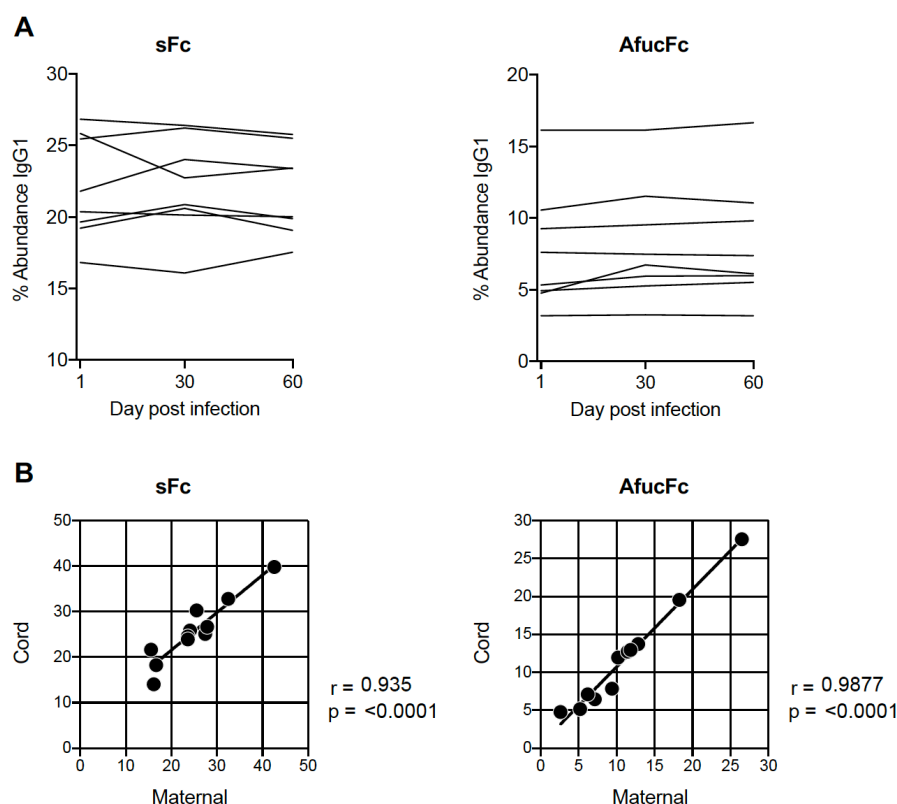 A
sFc
AfucFc
% Abundance IgG1
30
25
20
15
10
1
30
60
Day post infection
% Abundance IgG1
20
15
10
5
0
1
30
60
Day post infection
B
sFc
AfucFc
Cord
50
40
30
20
10
0
0
10
20
30
40
50
Maternal
r = 0.935
p = <0.0001
Cord
30
25
20
15
10
5
0
0
5
10
15
20
25
30
Maternal
r = 0.9877
p = <0.0001